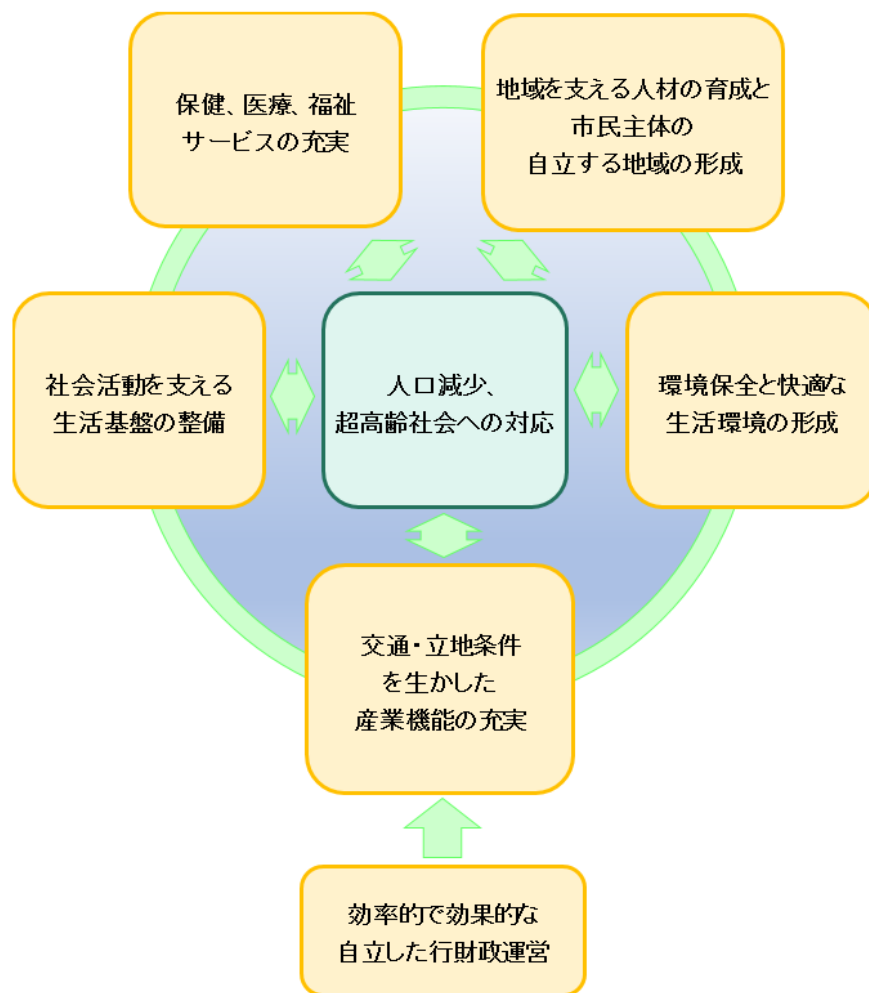 保健、医療、福祉
サービスの充実
地域を支える人材の育成と
市民主体の
自立する地域の形成
社会活動を支える
生活基盤の整備
人口減少、
超高齢社会への対応
環境保全と快適な
生活環境の形成
交通・立地条件
を生かした
産業機能の充実
効率的で効果的な
自立した行財政運営